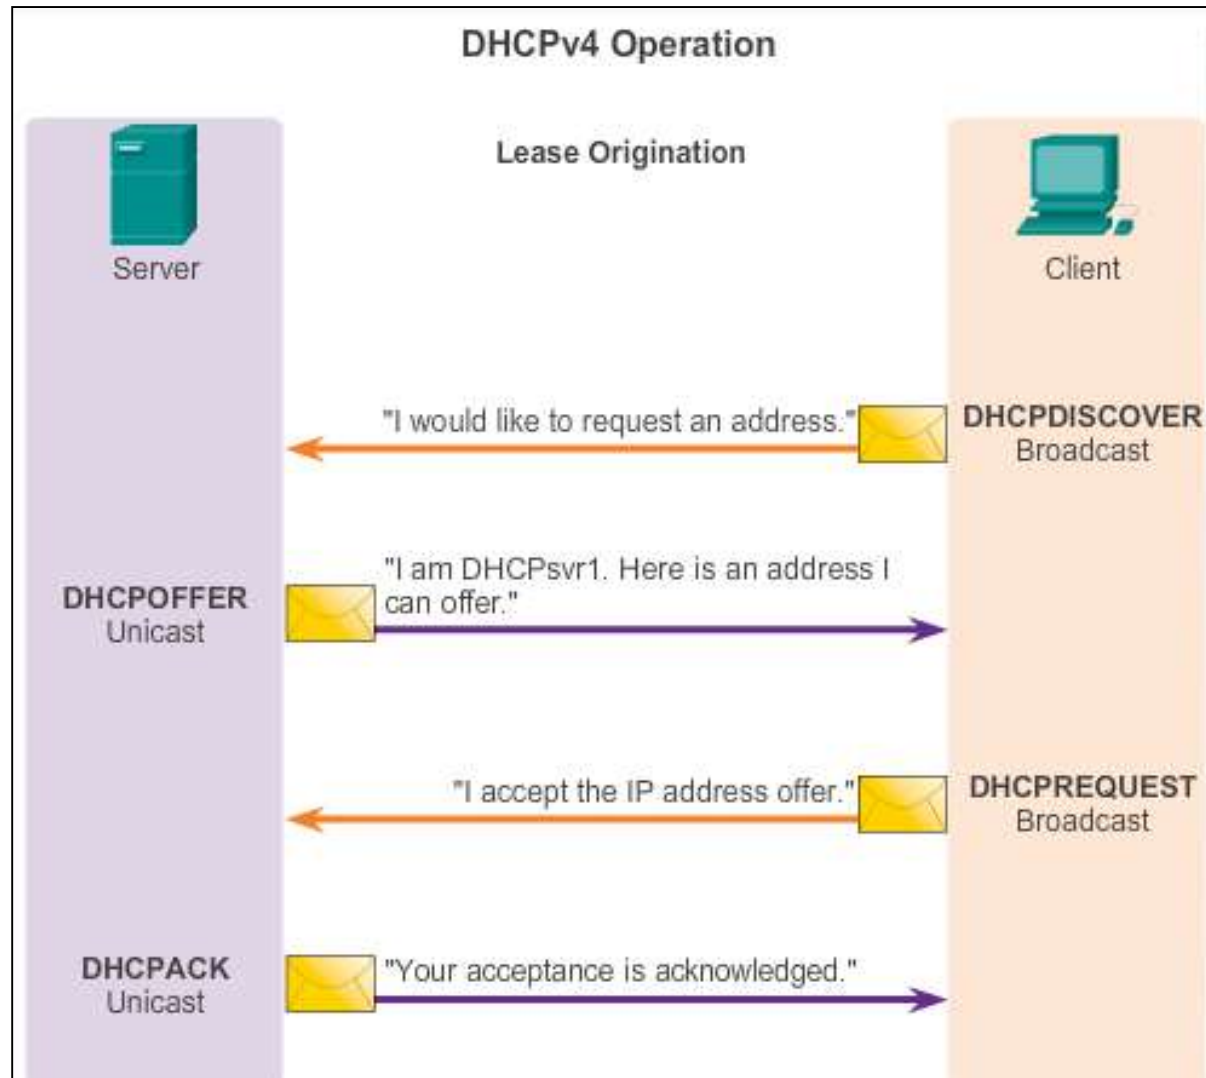 DHCPv4 Operation
Lease Origination
Server
Client
"I would like to request an address."
DHCPDISCOVER
Broadcast
"I am DHCPsvr1. Here is an address I
can offer."
DHCPOFFER
Unicast
"I accept the IP address offer."
DHCPREQUEST
Broadcast
DHCPACK
Unicast
"Your acceptance is acknowledged."